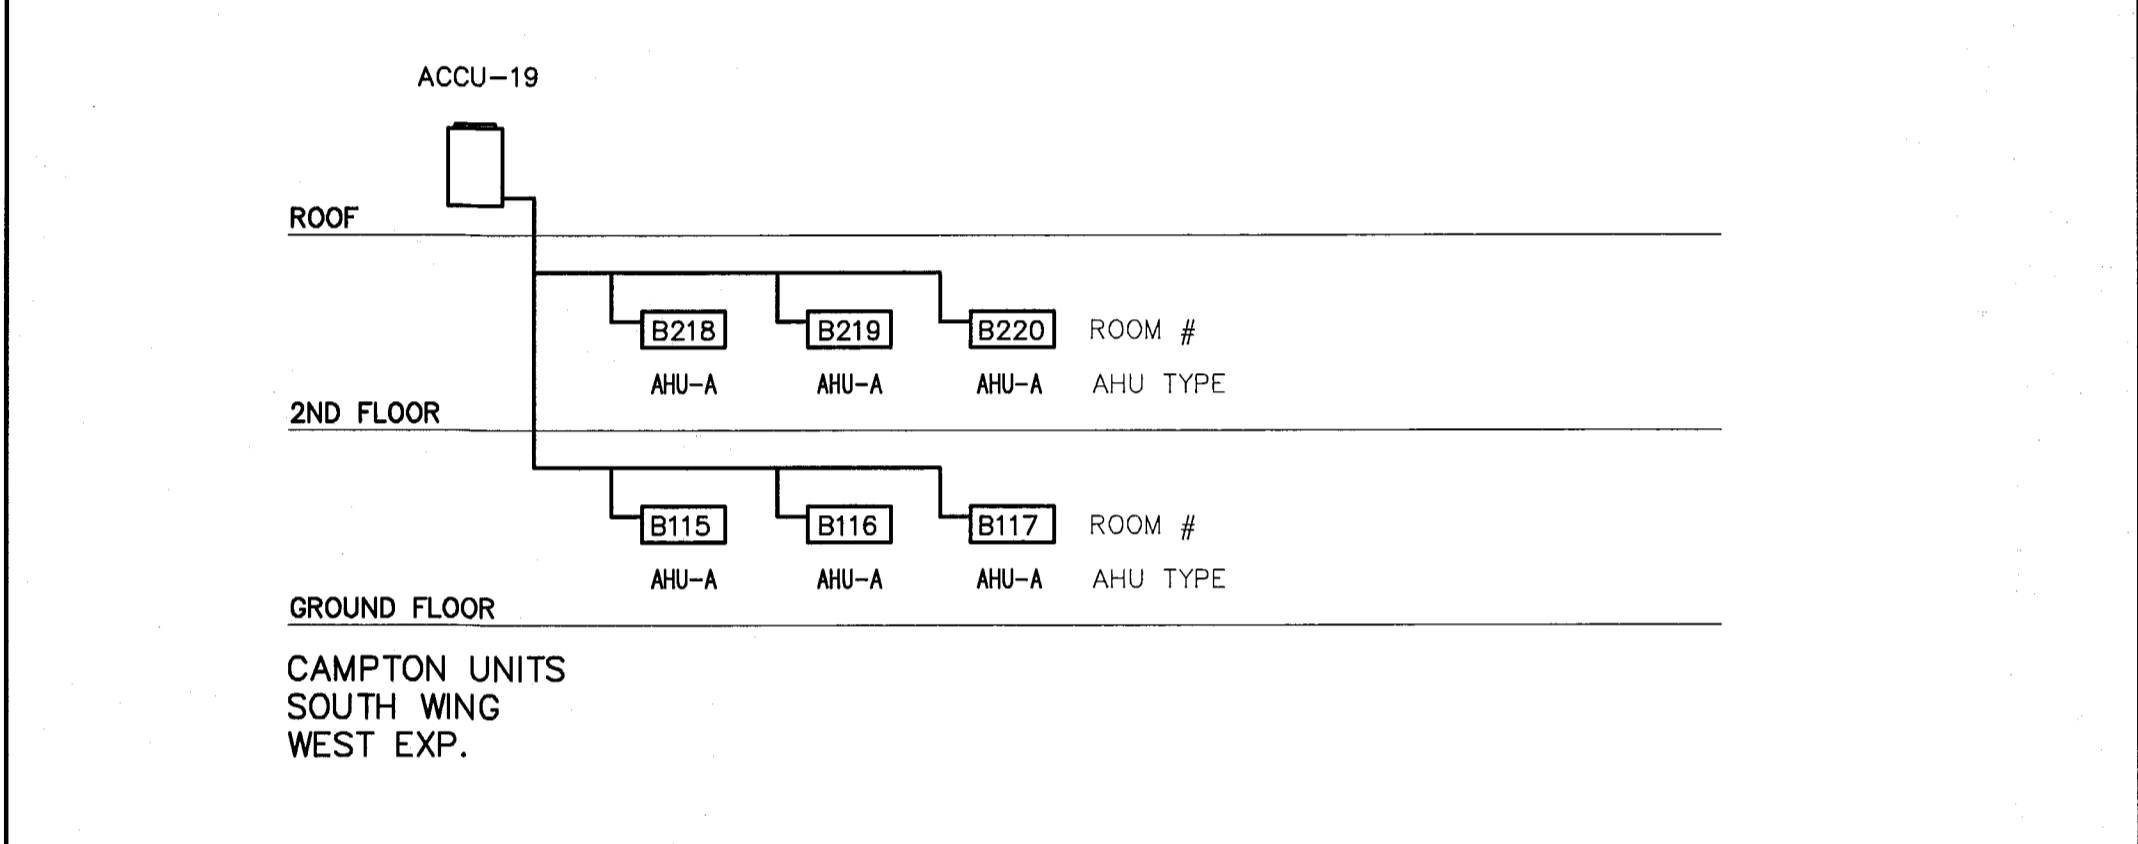 ACCU-19
ROOF
B218 B219 B220 ROOM #
AHU-A AHU-A AHU-A AHU TYPE
2ND FLOOR
B115 B116 B117 ROOM #
AHU-A AHU-A AHU-A AHU TYPE
GROUND FLOOR
CAMPTON UNITS
SOUTH WING
WEST EXP.